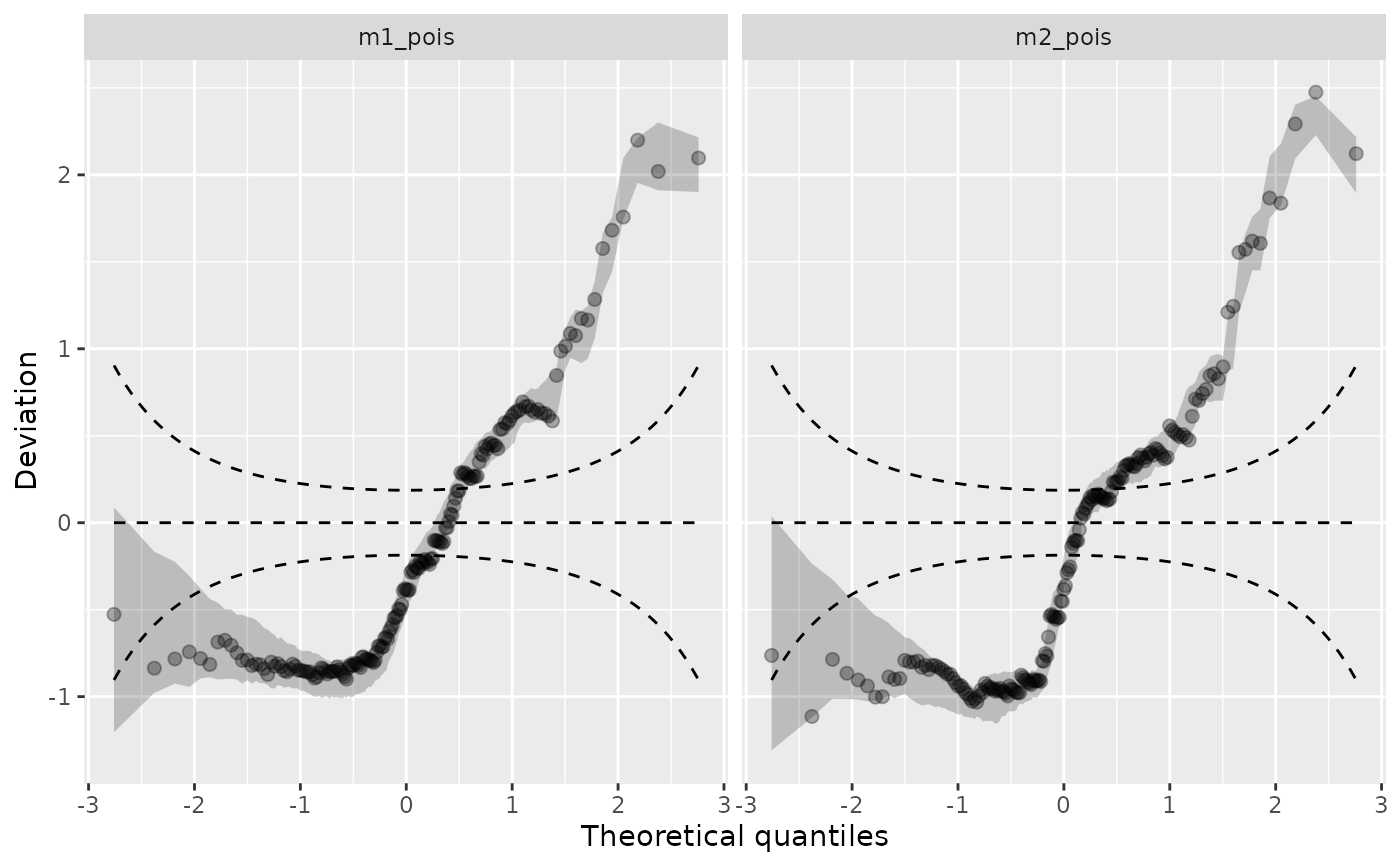 m1_pois m2_pois
2
1
0
-1
-3 -2 -1 0 1 2 3 -3 -2 -1 0 1 2 3
Theoretical quantiles
Deviation